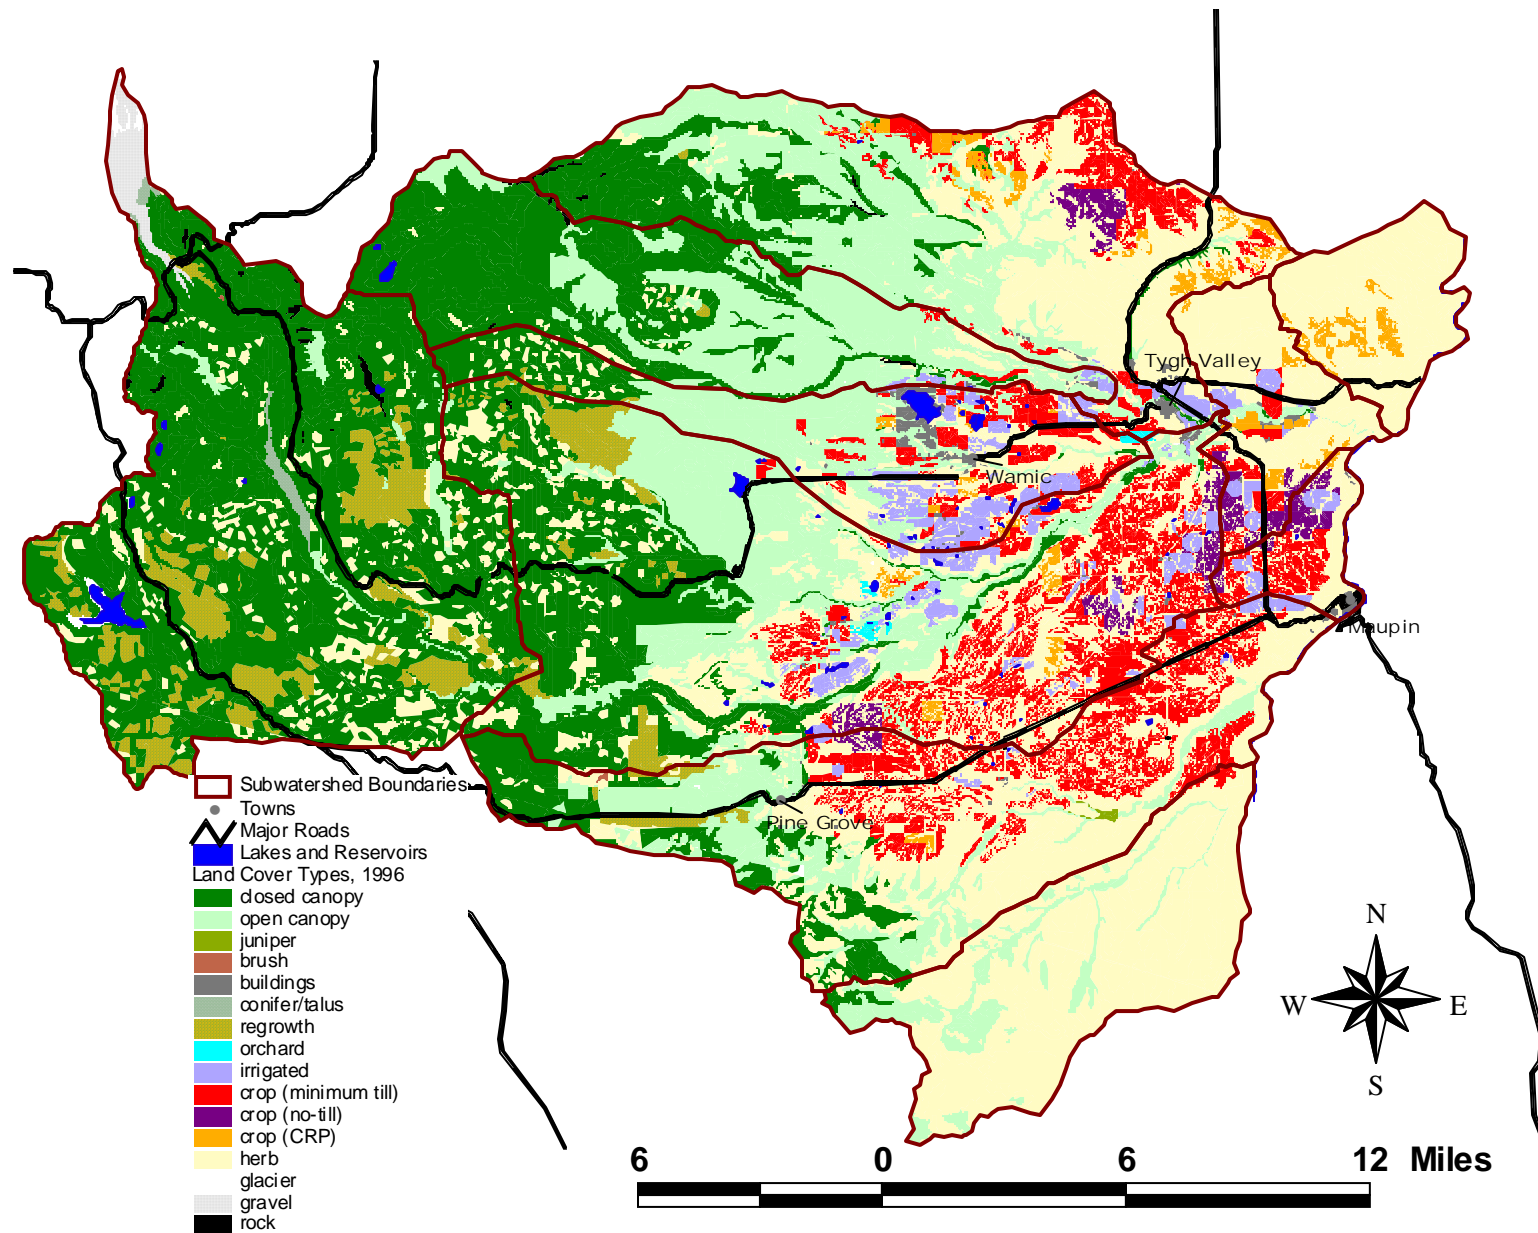 Tygh Valley
Wamic
Maupin
Pine Grove
Subwatershed Boundaries
Towns
Major Roads
Lakes and Reservoirs
Land Cover Types, 1996
closed canopy
open canopy
juniper
brush
buildings
conifer/talus
regrowth
orchard
irrigated
crop (minimum till)
crop (no-till)
crop (CRP)
herb
glacier
gravel
rock
N
W E
S
6 0 6 12 Miles